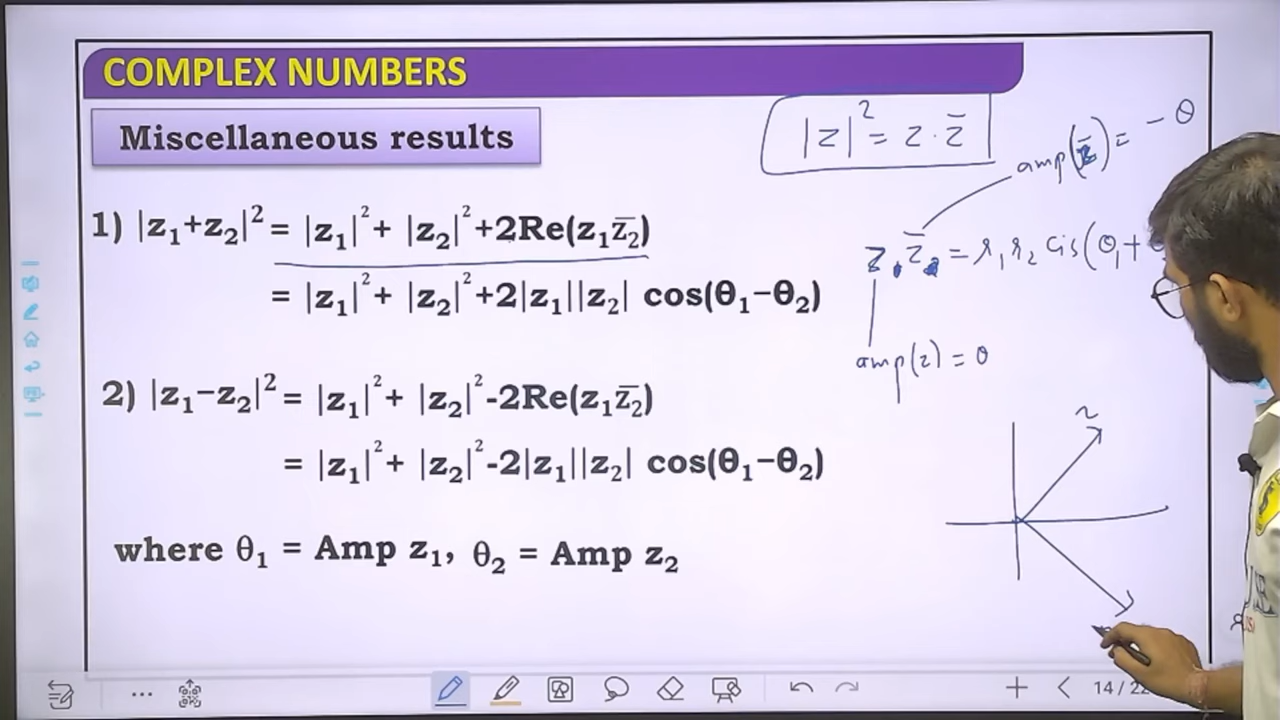 COMPLEX NUMBERS
Miscellaneous results
|z|² = z · z̅
amp(z̅) = − θ
1) |z₁+z₂|² = |z₁|² + |z₂|² +2Re(z₁z̅₂)
z₁z̅₂ = r₁ r₂ cis(θ₁+
= |z₁|² + |z₂|² +2|z₁||z₂| cos(θ₁−θ₂)
amp(z) = θ
2) |z₁−z₂|² = |z₁|² + |z₂|² -2Re(z₁z̅₂)
z
= |z₁|² + |z₂|² -2|z₁||z₂| cos(θ₁−θ₂)
where θ₁ = Amp z₁, θ₂ = Amp z₂
14 / 22